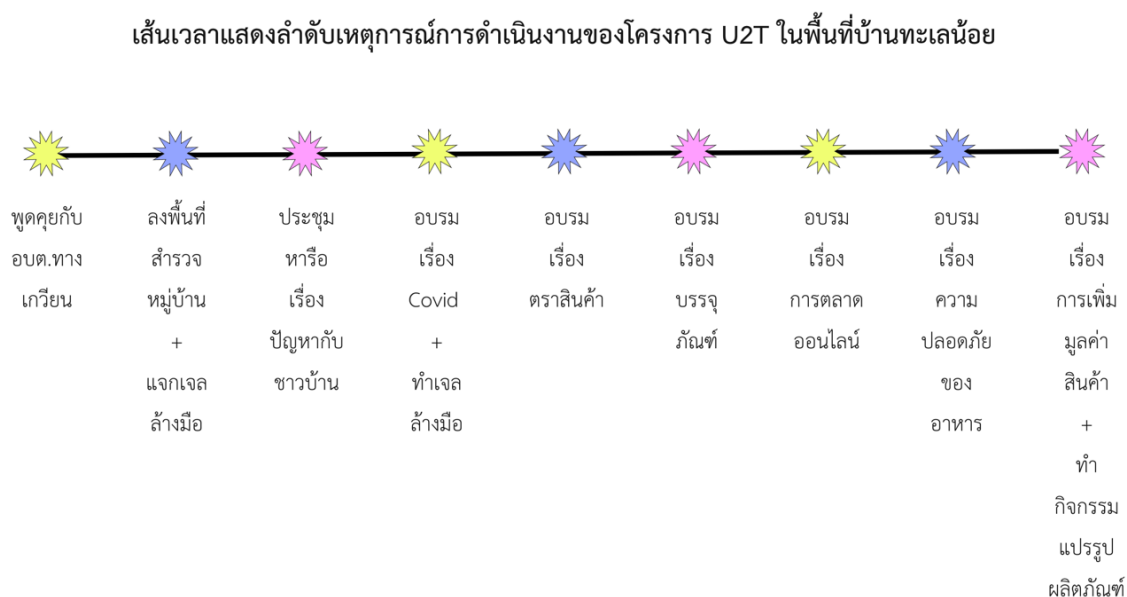 เส้นเวลาแสดงลำดับเหตุการณ์การดำเนินงานของโครงการ U2T ในพื้นที่บ้านทะเลน้อย
พูดคุยกับ
อบต.ทาง
เกวียน
ลงพื้นที่
สำรวจ
หมู่บ้าน
+
แจกเจล
ล้างมือ
ประชุม
หารือ
เรื่อง
ปัญหากับ
ชาวบ้าน
อบรม
เรื่อง
Covid
+
ทำเจล
ล้างมือ
อบรม
เรื่อง
ตราสินค้า
อบรม
เรื่อง
บรรจุ
ภัณฑ์
อบรม
เรื่อง
การตลาด
ออนไลน์
อบรม
เรื่อง
ความ
ปลอดภัย
ของ
อาหาร
อบรม
เรื่อง
การเพิ่ม
มูลค่า
สินค้า
+
ทำ
กิจกรรม
แปรรูป
ผลิตภัณฑ์